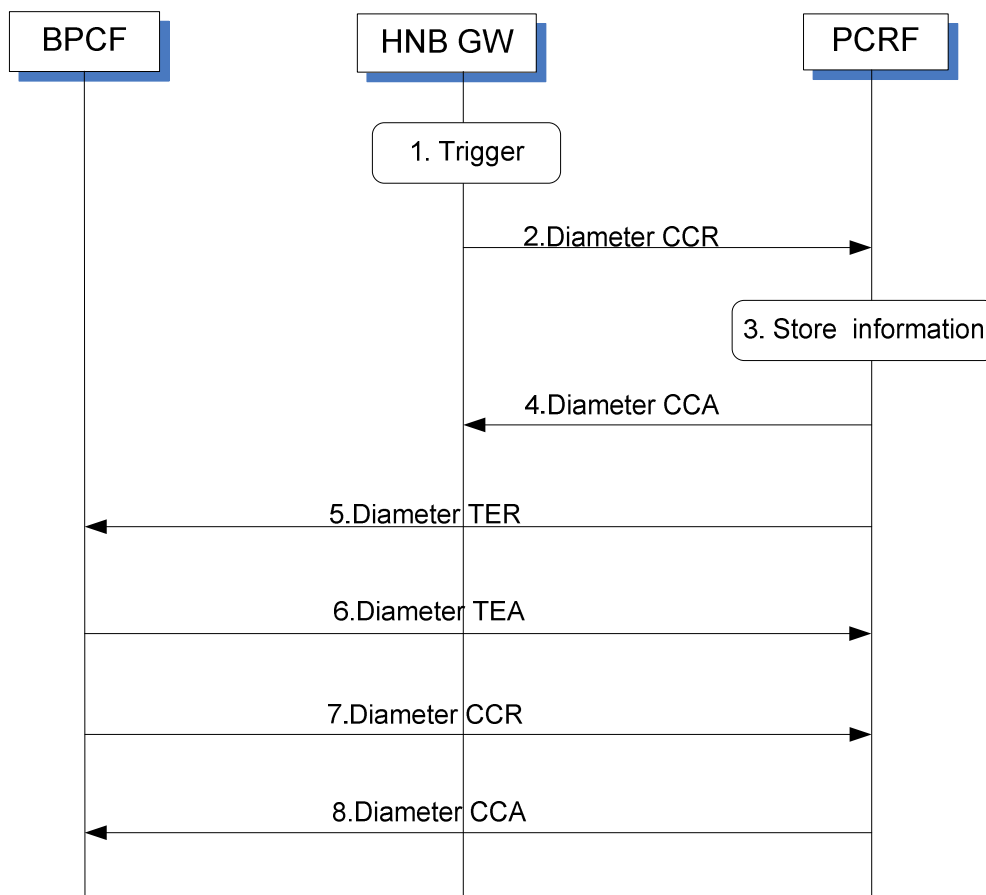 BPCF
HNB GW
PCRF
1. Trigger
2.Diameter CCR
3. Store information
4.Diameter CCA
5.Diameter TER
6.Diameter TEA
7.Diameter CCR
8.Diameter CCA